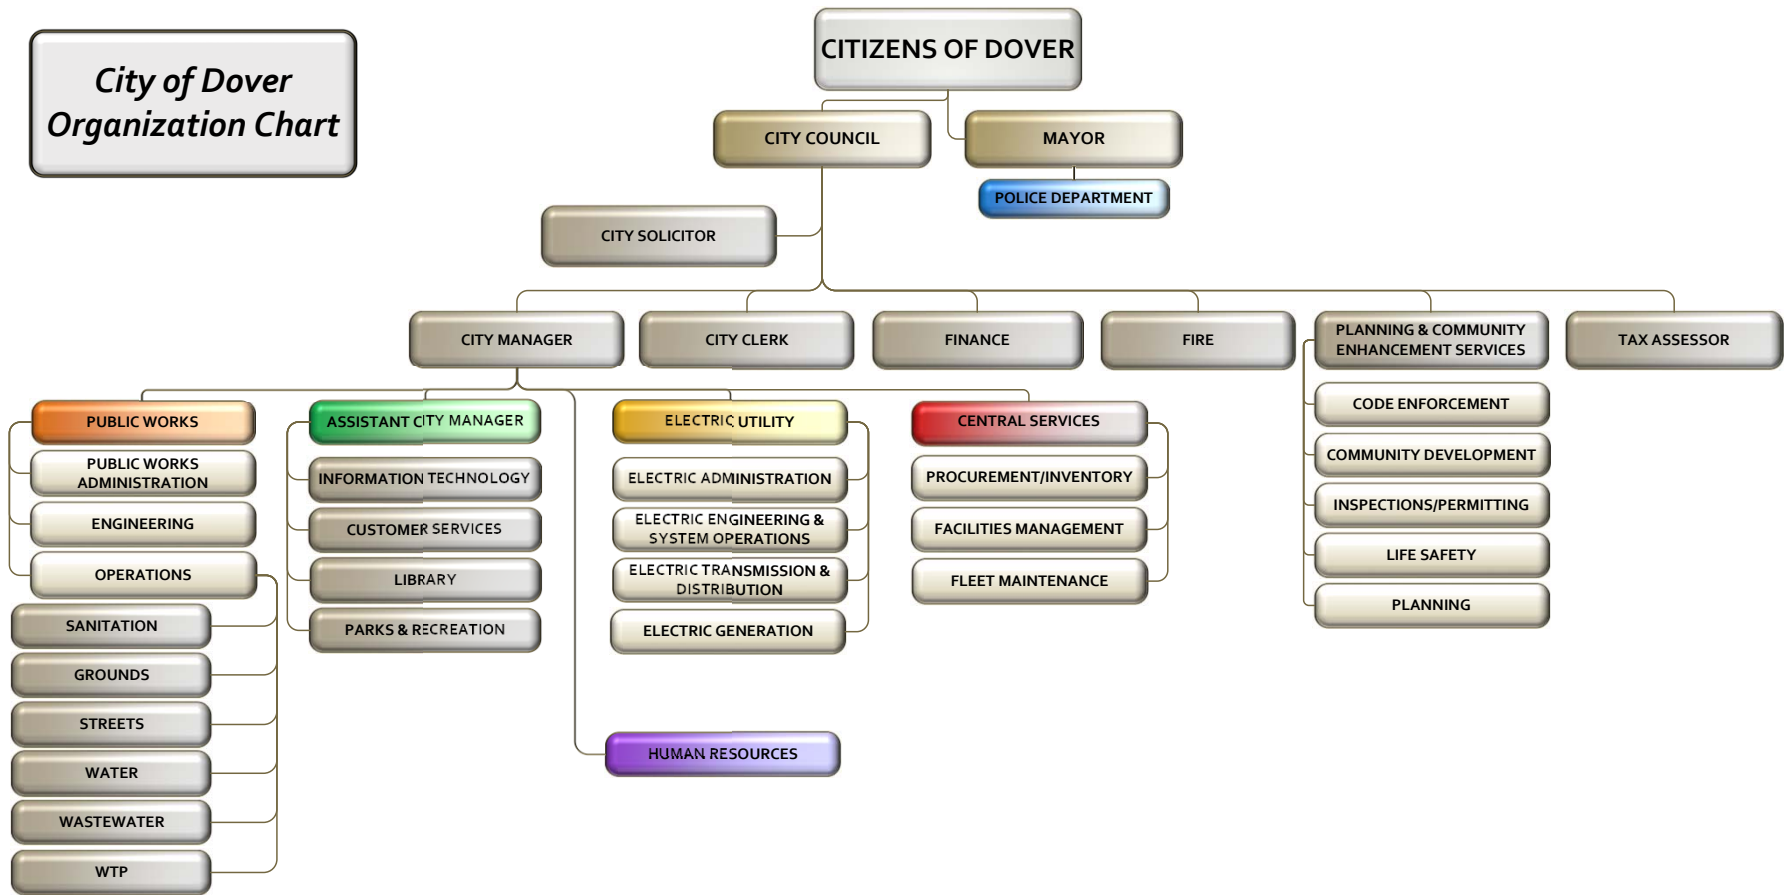 City of Dover
Organization Chart
CITIZENS OF DOVER
CITY COUNCIL
MAYOR
POLICE DEPARTMENT
CITY SOLICITOR
CITY MANAGER
CITY CLERK
FINANCE
FIRE
PLANNING & COMMUNITY
ENHANCEMENT SERVICES
TAX ASSESSOR
PUBLIC WORKS
PUBLIC WORKS
ADMINISTRATION
ENGINEERING
OPERATIONS
SANITATION
GROUNDS
STREETS
WATER
WASTEWATER
WTP
ASSISTANT CITY MANAGER
INFORMATION TECHNOLOGY
CUSTOMER SERVICES
LIBRARY
PARKS & RECREATION
ELECTRIC UTILITY
ELECTRIC ADMINISTRATION
ELECTRIC ENGINEERING &
SYSTEM OPERATIONS
ELECTRIC TRANSMISSION &
DISTRIBUTION
ELECTRIC GENERATION
HUMAN RESOURCES
CENTRAL SERVICES
PROCUREMENT/INVENTORY
FACILITIES MANAGEMENT
FLEET MAINTENANCE
CODE ENFORCEMENT
COMMUNITY DEVELOPMENT
INSPECTIONS/PERMITTING
LIFE SAFETY
PLANNING